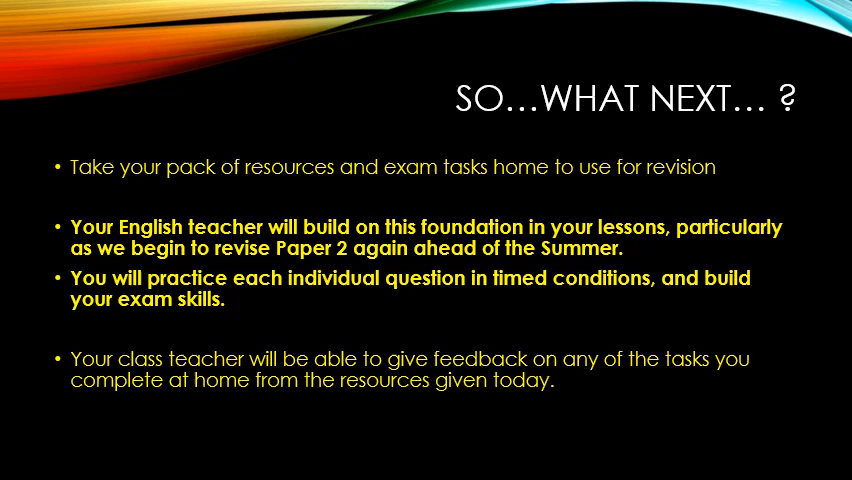 SO…WHAT NEXT… ?
• Take your pack of resources and exam tasks home to use for revision
• Your English teacher will build on this foundation in your lessons, particularly
as we begin to revise Paper 2 again ahead of the Summer.
• You will practice each individual question in timed conditions, and build
your exam skills.
• Your class teacher will be able to give feedback on any of the tasks you
complete at home from the resources given today.